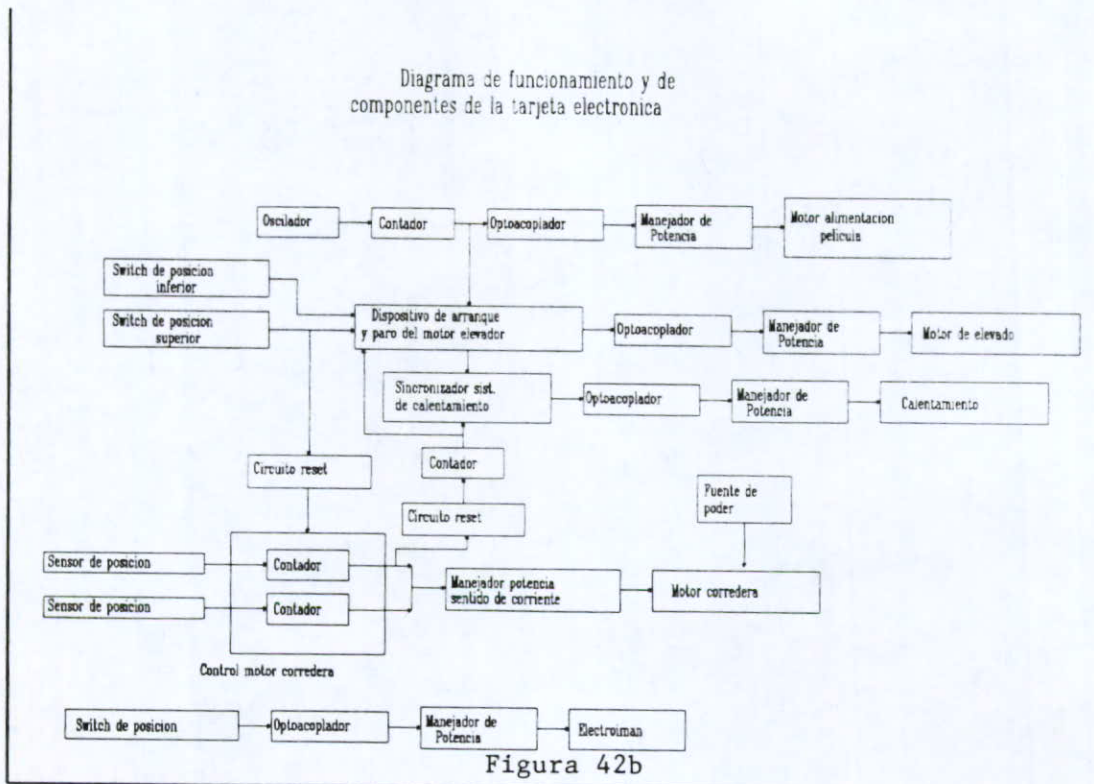 Diagrama de funcionamiento y de
componentes de la tarjeta electronica
Oscilador
Contador
Optoacoplador
Manejador de
Potencia
Motor alimentacion
pelicula
Switch de posicion
inferior
Switch de posicion
superior
Dispositivo de arranque
y paro del motor elevador
Optoacoplador
Manejador de
Potencia
Motor de elevado
Sincronizador sist.
de calentamiento
Optoacoplador
Manejador de
Potencia
Calentamiento
Circuito reset
Contador
Circuito reset
Fuente de
poder
Sensor de posicion
Contador
Sensor de posicion
Contador
Manejador potencia
sentido de corriente
Motor corredera
Control motor corredera
Switch de posición
Optoacoplador
Manejador de
Potencia
Electroiman
Figura 42b